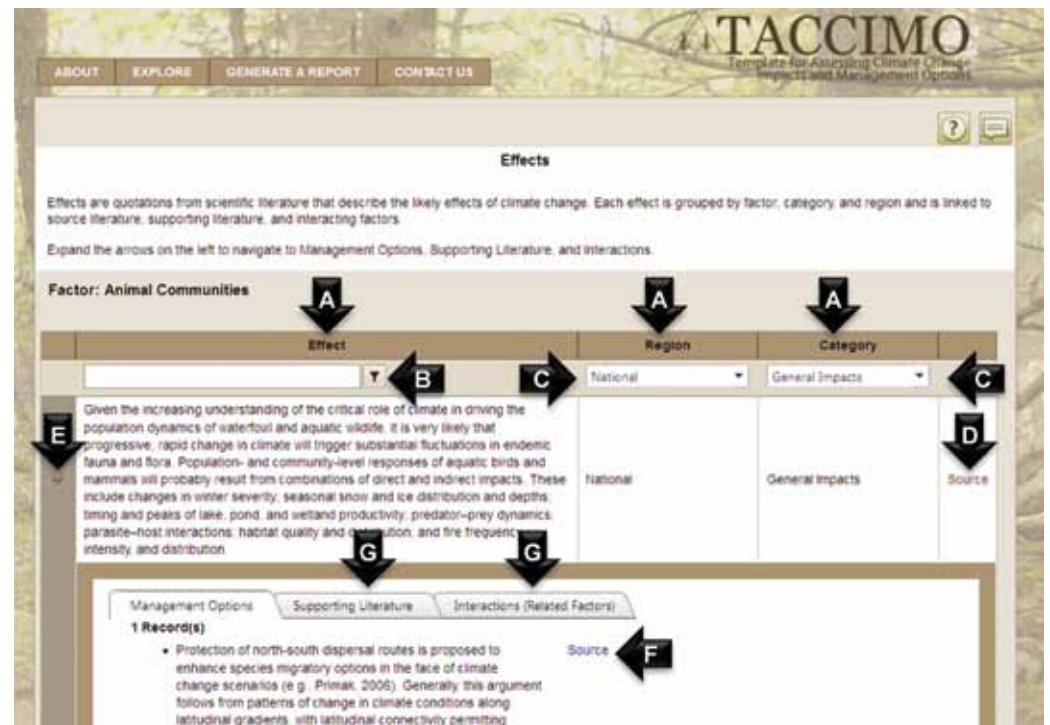 TACCIMO
Template for Assessing Climate Change
Impacts and Management Options
ABOUT EXPLORE GENERATE A REPORT CONTACT US
?
Effects
Effects are quotations from scientific literature that describe the likely effects of climate change. Each effect is grouped by factor, category, and region and is linked to
source literature, supporting literature, and interacting factors.
Expand the arrows on the left to navigate to Management Options, Supporting Literature, and Interactions.
Factor: Animal Communities
A A A
Effect Region Category
B C National General Impacts C
Given the increasing understanding of the critical role of climate in driving the
population dynamics of waterfoul and aquatic wildlife, it is very likely that
E progressive, rapid change in climate will trigger substantial fluctuations in endemic D
fauna and flora. Population- and community-level responses of aquatic birds and
mammals will probably result from combinations of direct and indirect impacts. These National General Impacts Source
include changes in winter severity; seasonal snow and ice distribution and depths;
timing and peaks of lake, pond, and wetland productivity; predator–prey dynamics;
parasite–host interactions; habitat quality and distribution; and fire frequency,
intensity, and distribution
G G
Management Options Supporting Literature Interactions (Related Factors)
1 Record(s)
• Protection of north-south dispersal routes is proposed to Source F
enhance species migratory options in the face of climate
change scenarios (e.g., Primak, 2006). Generally, this argument
follows from patterns of change in climate conditions along
latitudinal gradients, with latitudinal connectivity permitting